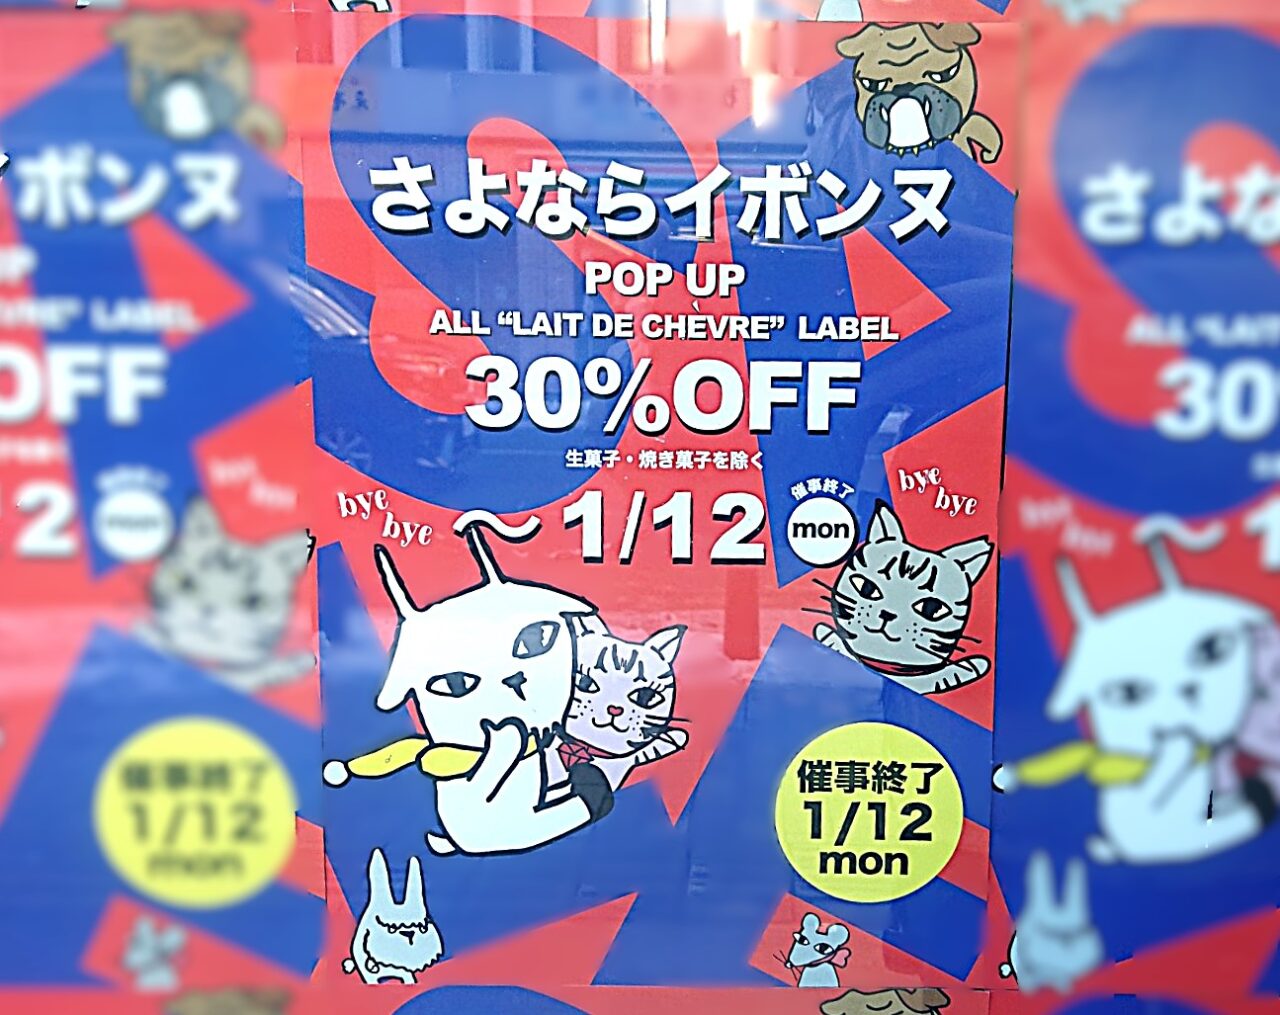 さよならイボンヌ
POP UP
ALL “LAIT DE CHÈVRE” LABEL
30%OFF
生菓子・焼き菓子を除く
bye
bye
～1/12
催事終了
mon
bye
bye
催事終了
1/12
mon